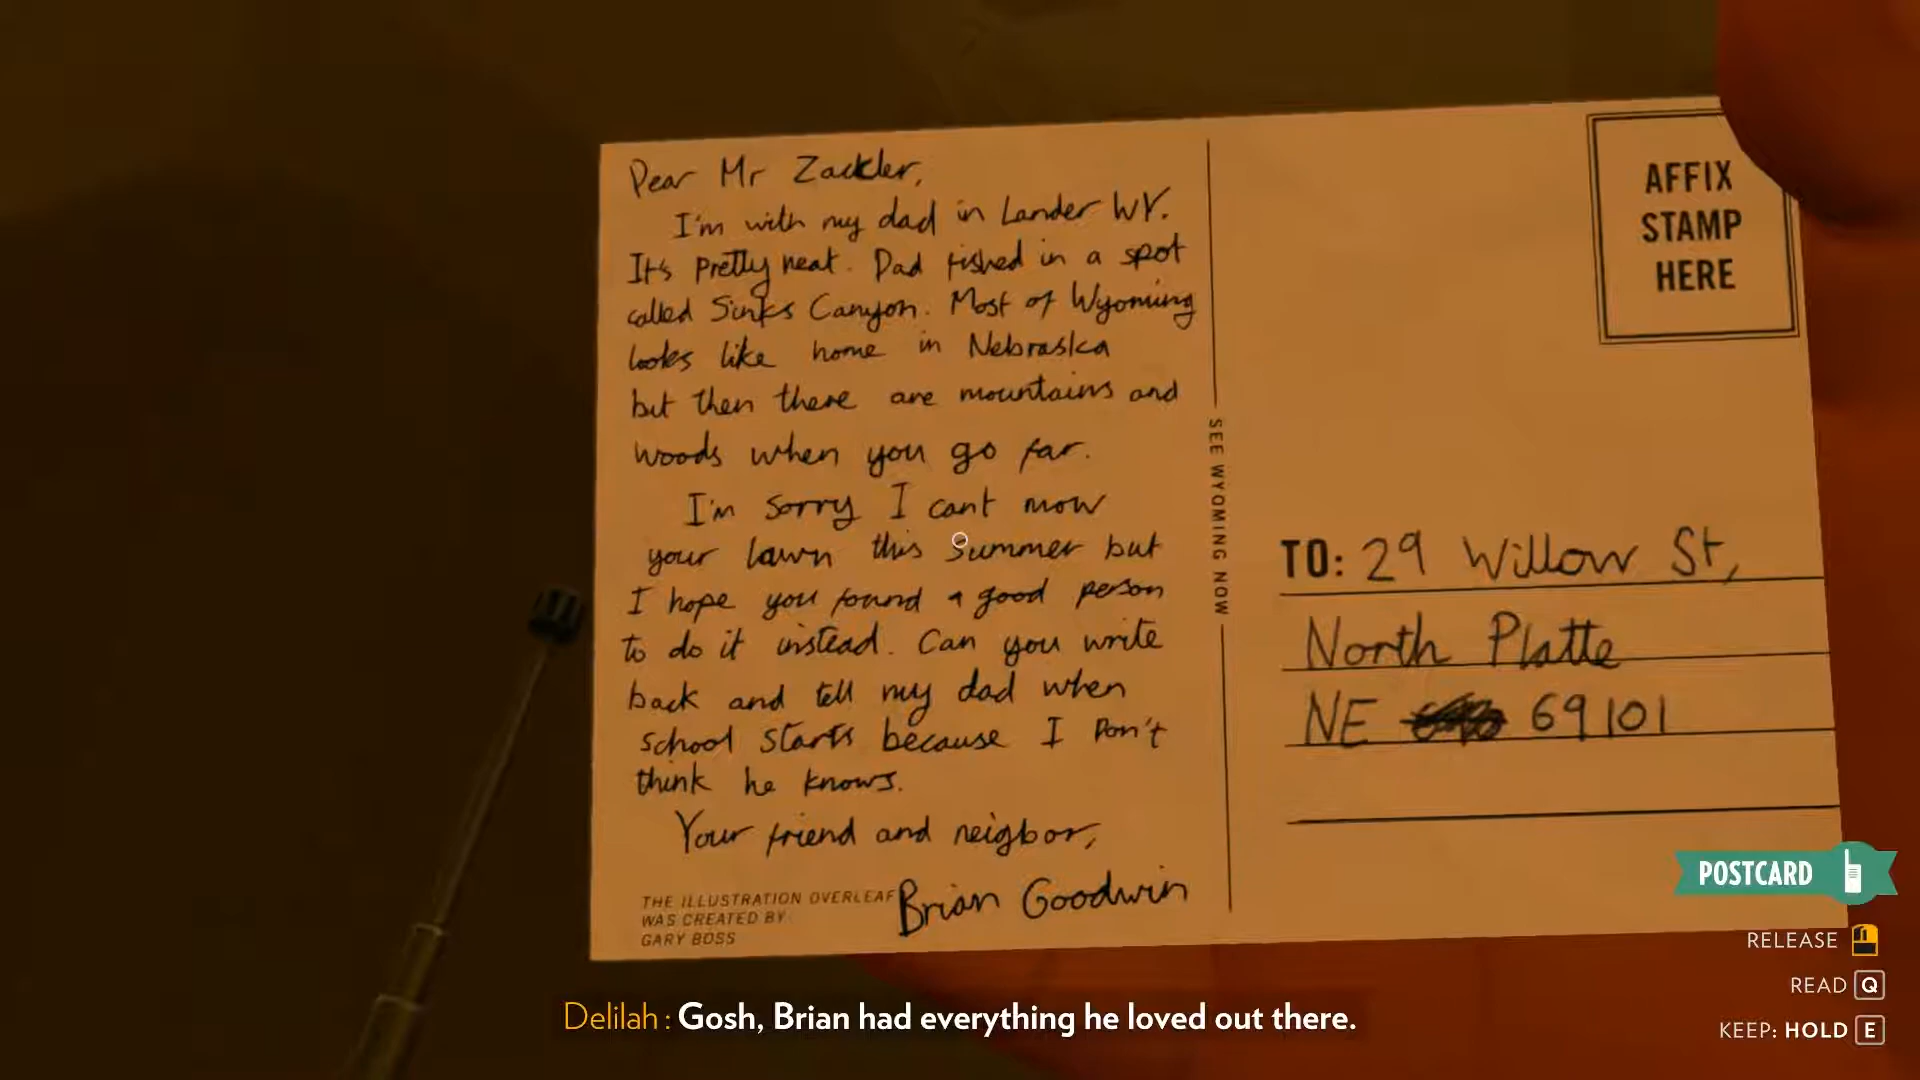 Dear Mr Zackler,
I'm with my dad in Lander WY.
It's pretty neat. Dad fished in a spot
called Sinks Canyon. Most of Wyoming
looks like home in Nebraska
but then there are mountains and
woods when you go far.
I'm sorry I cant mow
your lawn this summer but
I hope you found a good person
to do it instead. Can you write
back and tell my dad when
school starts because I Don't
think he knows.
Your friend and neigbor,
Brian Goodwin
THE ILLUSTRATION OVERLEAF
WAS CREATED BY
GARY BOSS
SEE WYOMING NOW
AFFIX
STAMP
HERE
TO: 29 Willow St,
North Platte
NE 69101
POSTCARD
RELEASE
READ Q
KEEP: HOLD E
Delilah : Gosh, Brian had everything he loved out there.